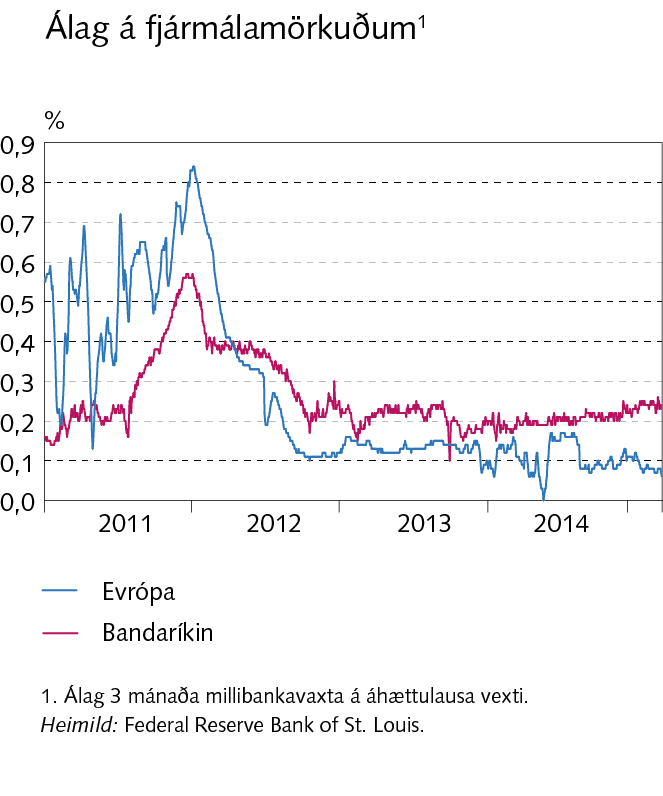 Álag á fjármálamörkuðum¹
%
0,9
0,8
0,7
0,6
0,5
0,4
0,3
0,2
0,1
0,0
2011 2012 2013 2014
Evrópa
Bandaríkin
1. Álag 3 mánaða millibankavaxta á áhættulausa vexti.
Heimild: Federal Reserve Bank of St. Louis.